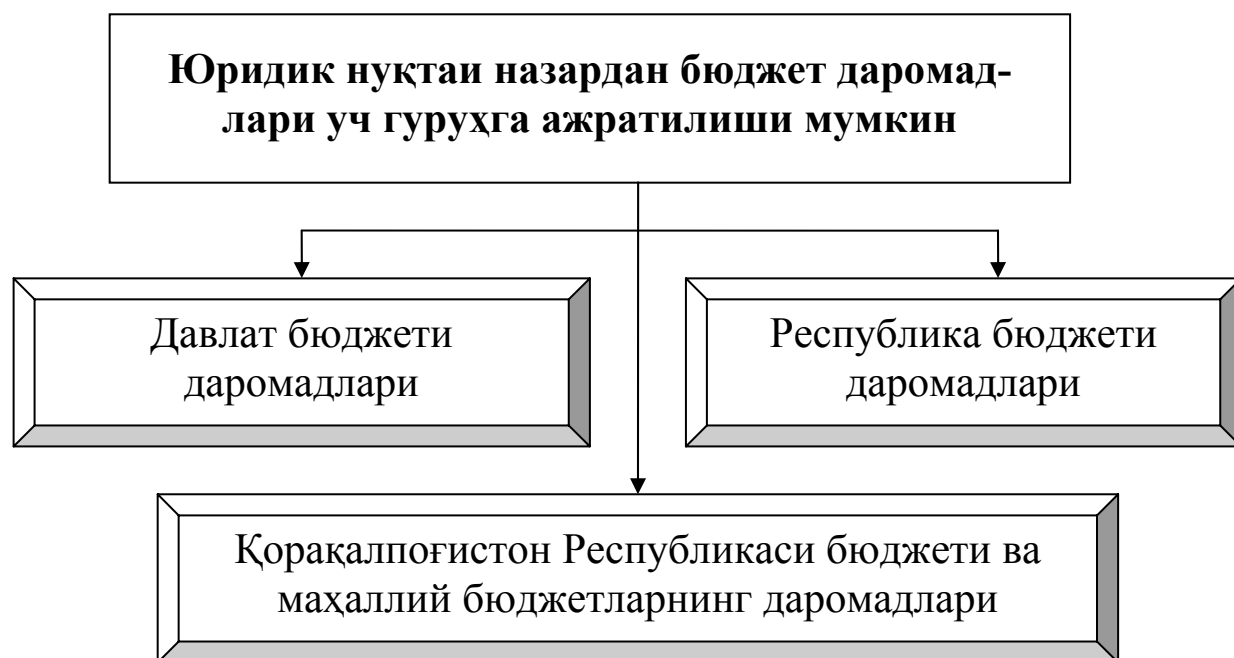 Юридик нуқтаи назардан бюджет даромад-
лари уч гуруҳга ажратилиши мумкин
Давлат бюджети
даромадлари
Республика бюджети
даромадлари
Қорақалпоғистон Республикаси бюджети ва
маҳаллий бюджетларнинг даромадлари